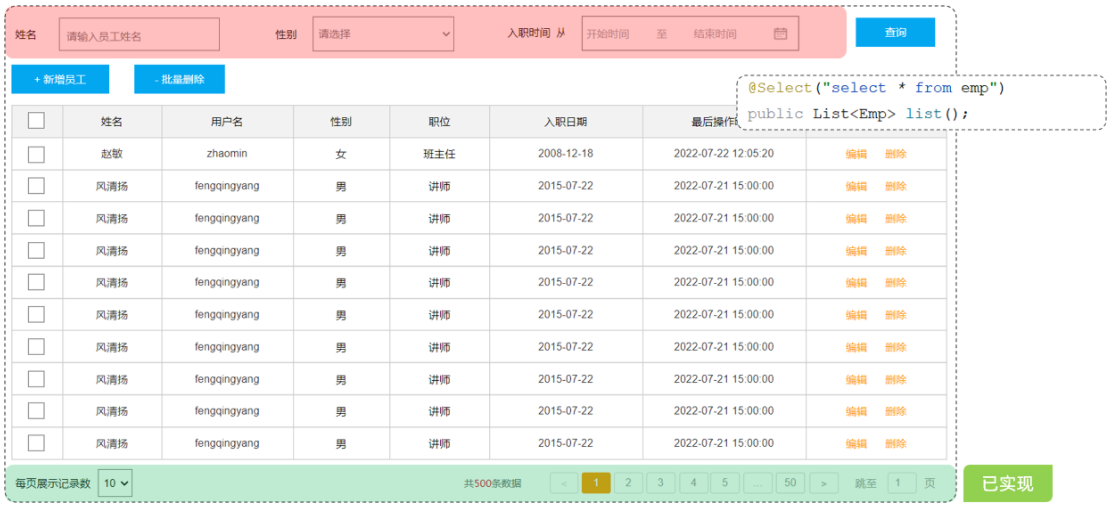 姓名 请输入员工姓名 性别 请选择 入职时间 从 开始时间 至 结束时间 查询
+ 新增员工 - 批量删除
@Select("select * from emp")
public List<Emp> list();
姓名 用户名 性别 职位 入职日期 最后操作
赵敏 zhaomin 女 班主任 2008-12-18 2022-07-22 12:05:20 编辑 删除
风清扬 fengqingyang 男 讲师 2015-07-22 2022-07-21 15:00:00 编辑 删除
风清扬 fengqingyang 男 讲师 2015-07-22 2022-07-21 15:00:00 编辑 删除
风清扬 fengqingyang 男 讲师 2015-07-22 2022-07-21 15:00:00 编辑 删除
风清扬 fengqingyang 男 讲师 2015-07-22 2022-07-21 15:00:00 编辑 删除
风清扬 fengqingyang 男 讲师 2015-07-22 2022-07-21 15:00:00 编辑 删除
风清扬 fengqingyang 男 讲师 2015-07-22 2022-07-21 15:00:00 编辑 删除
风清扬 fengqingyang 男 讲师 2015-07-22 2022-07-21 15:00:00 编辑 删除
风清扬 fengqingyang 男 讲师 2015-07-22 2022-07-21 15:00:00 编辑 删除
风清扬 fengqingyang 男 讲师 2015-07-22 2022-07-21 15:00:00 编辑 删除
每页展示记录数 10 共500条数据 < 1 2 3 4 5 ... 50 > 跳至 1 页 已实现